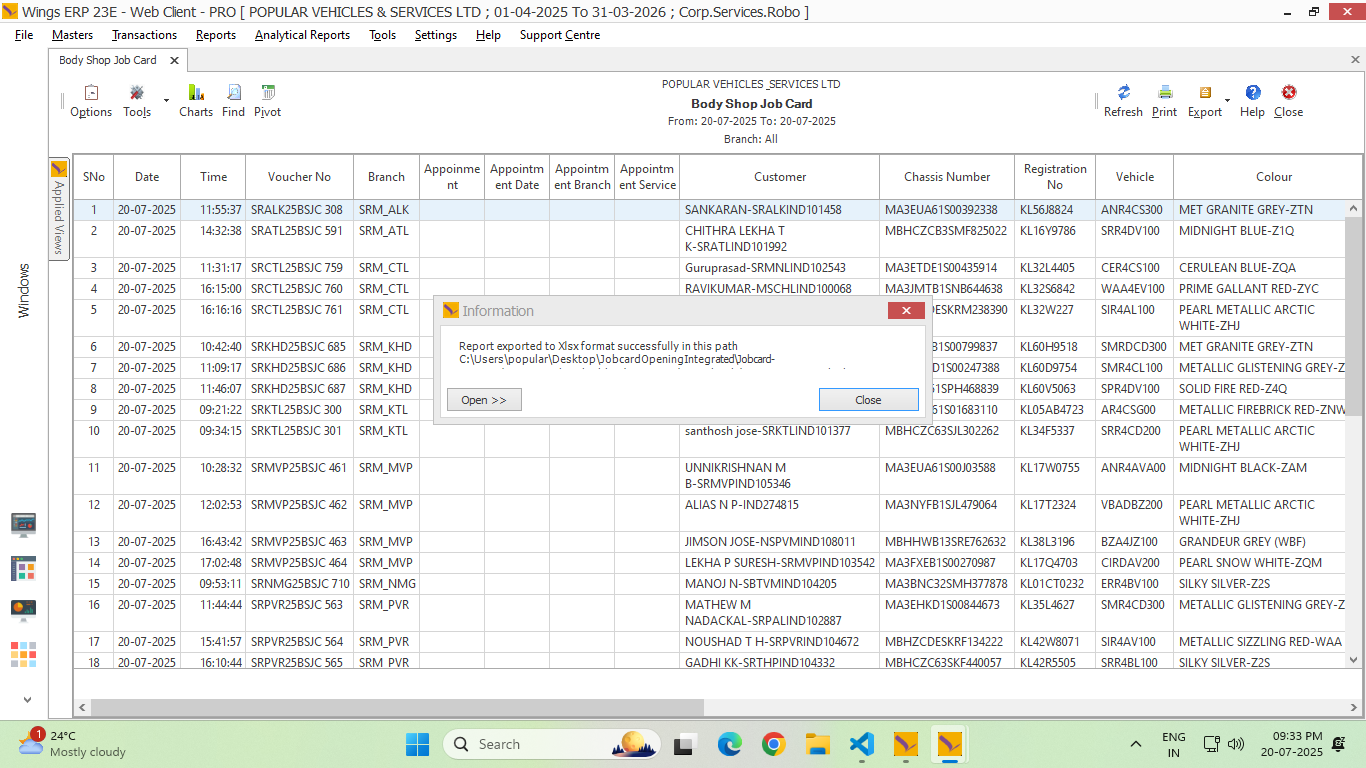 Wings ERP 23E - Web Client - PRO [ POPULAR VEHICLES & SERVICES LTD ; 01-04-2025 To 31-03-2026 ; Corp.Services.Robo ]
File Masters Transactions Reports Analytical Reports Tools Settings Help Support Centre
Body Shop Job Card
Options Tools Charts Find Pivot
POPULAR VEHICLES_SERVICES LTD
Body Shop Job Card
From: 20-07-2025 To: 20-07-2025
Branch: All
Refresh Print Export Help Close
Applied Views
Windows
SNo Date Time Voucher No Branch Appointme
nt Appointm
ent Date Appointm
ent Branch Appointm
ent Service Customer Chassis Number Registration
No Vehicle Colour
1 20-07-2025 11:55:37 SRALK25BSJC 308 SRM_ALK SANKARAN-SRALKIND101458 MA3EUA61S00392338 KL56J8824 ANR4CS300 MET GRANITE GREY-ZTN
2 20-07-2025 14:32:38 SRATL25BSJC 591 SRM_ATL CHITHRA LEKHA T
K-SRATLIND101992 MBHCZCB3SMF825022 KL16Y9786 SRR4DV100 MIDNIGHT BLUE-Z1Q
3 20-07-2025 11:31:17 SRCTL25BSJC 759 SRM_CTL Guruprasad-SRMNLIND102543 MA3ETDE1S00435914 KL32L4405 CER4CS100 CERULEAN BLUE-ZQA
4 20-07-2025 16:15:00 SRCTL25BSJC 760 SRM_CTL RAVIKUMAR-MSCHLIND100068 MA3JMTB1SNB644638 KL32S6842 WAA4EV100 PRIME GALLANT RED-ZYC
5 20-07-2025 16:16:16 SRCTL25BSJC 761 SRM_CTL DESKRM238390 KL32W227 SIR4AL100 PEARL METALLIC ARCTIC
WHITE-ZHJ
6 20-07-2025 10:42:40 SRKHD25BSJC 685 SRM_KHD 1S00799837 KL60H9518 SMRDCD300 MET GRANITE GREY-ZTN
7 20-07-2025 11:09:17 SRKHD25BSJC 686 SRM_KHD D1S00247388 KL60D9754 SMR4CL100 METALLIC GLISTENING GREY-Z
8 20-07-2025 11:46:07 SRKHD25BSJC 687 SRM_KHD 61SPH468839 KL60V5063 SPR4DV100 SOLID FIRE RED-Z4Q
9 20-07-2025 09:21:22 SRKTL25BSJC 300 SRM_KTL 61S01683110 KL05AB4723 AR4CSG00 METALLIC FIREBRICK RED-ZNW
10 20-07-2025 09:34:15 SRKTL25BSJC 301 SRM_KTL santhosh jose-SRKTLIND101377 MBHCZC63SJL302262 KL34F5337 SRR4CD200 PEARL METALLIC ARCTIC
WHITE-ZHJ
11 20-07-2025 10:28:32 SRMVP25BSJC 461 SRM_MVP UNNIKRISHNAN M
B-SRMVPIND105346 MA3EUA61S00J03588 KL17W0755 ANR4AVA00 MIDNIGHT BLACK-ZAM
12 20-07-2025 12:02:53 SRMVP25BSJC 462 SRM_MVP ALIAS N P-IND274815 MA3NYFB1SJL479064 KL17T2324 VBADBZ200 PEARL METALLIC ARCTIC
WHITE-ZHJ
13 20-07-2025 16:43:42 SRMVP25BSJC 463 SRM_MVP JIMSON JOSE-NSPVMIND108011 MBHHWB13SRE762632 KL38L3196 BZA4JZ100 GRANDEUR GREY (WBF)
14 20-07-2025 17:02:48 SRMVP25BSJC 464 SRM_MVP LEKHA P SURESH-SRMVPIND103542 MA3FXEB1S00270987 KL17Q4703 CIRDAV200 PEARL SNOW WHITE-ZQM
15 20-07-2025 09:53:11 SRNMG25BSJC 710 SRM_NMG MANOJ N-SBTVMIND104205 MA3BNC32SMH377878 KL01CT0232 ERR4BV100 SILKY SILVER-Z2S
16 20-07-2025 11:44:44 SRPVR25BSJC 563 SRM_PVR MATHEW M
NADACKAL-SRPALIND102887 MA3EHKD1S00844673 KL35L4627 SMR4CD300 METALLIC GLISTENING GREY-Z
17 20-07-2025 15:41:57 SRPVR25BSJC 564 SRM_PVR NOUSHAD T H-SRPVRIND104672 MBHZCDESKRF134222 KL42W8071 SIR4AV100 METALLIC SIZZLING RED-WAA
18 20-07-2025 16:10:44 SRPVR25BSJC 565 SRM_PVR GADHI KK-SRTHPIND104332 MBHCZC63SKF440057 KL42R5505 SRR4BL100 SILKY SILVER-Z2S
Information
Report exported to Xlsx format successfully in this path
C:\Users\popular\Desktop\JobcardOpeningIntegrated\Jobcard-
Open >> Close
1 24°C
Mostly cloudy
Search
ENG
IN
09:33 PM
20-07-2025